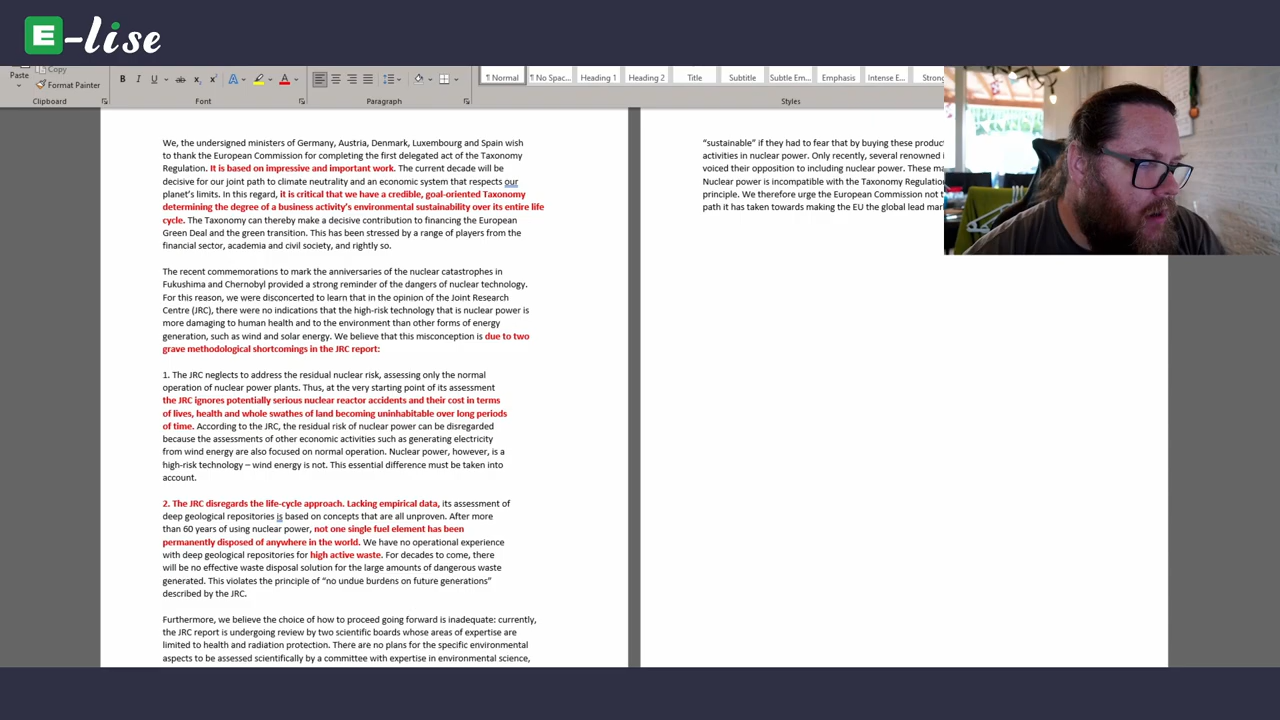 E-lise
Copy
Paste
Format Painter
B I U ab x₂ x² A A
¶ Normal ¶ No Spac... Heading 1 Heading 2 Title Subtitle Subtle Em... Emphasis Intense E... Strong
Clipboard Font Paragraph Styles
We, the undersigned ministers of Germany, Austria, Denmark, Luxembourg and Spain wish
to thank the European Commission for completing the first delegated act of the Taxonomy
Regulation. It is based on impressive and important work. The current decade will be
decisive for our joint path to climate neutrality and an economic system that respects our
planet's limits. In this regard, it is critical that we have a credible, goal-oriented Taxonomy
determining the degree of a business activity's environmental sustainability over its entire life
cycle. The Taxonomy can thereby make a decisive contribution to financing the European
Green Deal and the green transition. This has been stressed by a range of players from the
financial sector, academia and civil society, and rightly so.
The recent commemorations to mark the anniversaries of the nuclear catastrophes in
Fukushima and Chernobyl provided a strong reminder of the dangers of nuclear technology.
For this reason, we were disconcerted to learn that in the opinion of the Joint Research
Centre (JRC), there were no indications that the high-risk technology that is nuclear power is
more damaging to human health and to the environment than other forms of energy
generation, such as wind and solar energy. We believe that this misconception is due to two
grave methodological shortcomings in the JRC report:
1. The JRC neglects to address the residual nuclear risk, assessing only the normal
operation of nuclear power plants. Thus, at the very starting point of its assessment
the JRC ignores potentially serious nuclear reactor accidents and their cost in terms
of lives, health and whole swathes of land becoming uninhabitable over long periods
of time. According to the JRC, the residual risk of nuclear power can be disregarded
because the assessments of other economic activities such as generating electricity
from wind energy are also focused on normal operation. Nuclear power, however, is a
high-risk technology – wind energy is not. This essential difference must be taken into
account.
2. The JRC disregards the life-cycle approach. Lacking empirical data, its assessment of
deep geological repositories is based on concepts that are all unproven. After more
than 60 years of using nuclear power, not one single fuel element has been
permanently disposed of anywhere in the world. We have no operational experience
with deep geological repositories for high active waste. For decades to come, there
will be no effective waste disposal solution for the large amounts of dangerous waste
generated. This violates the principle of “no undue burdens on future generations”
described by the JRC.
Furthermore, we believe the choice of how to proceed going forward is inadequate: currently,
the JRC report is undergoing review by two scientific boards whose areas of expertise are
limited to health and radiation protection. There are no plans for the specific environmental
aspects to be assessed scientifically by a committee with expertise in environmental science,
“sustainable” if they had to fear that by buying these produc
activities in nuclear power. Only recently, several renowned i
voiced their opposition to including nuclear power. These ma
Nuclear power is incompatible with the Taxonomy Regulation
principle. We therefore urge the European Commission not t
path it has taken towards making the EU the global lead mar